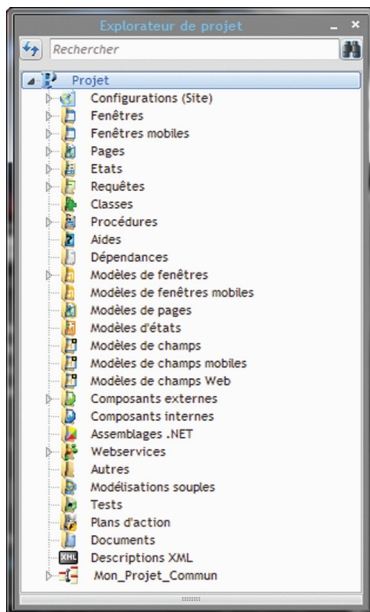 Explorateur de projet
Rechercher
Projet
Configurations (Site)
Fenêtres
Fenêtres mobiles
Pages
Etats
Requêtes
Classes
Procédures
Aides
Dépendances
Modèles de fenêtres
Modèles de fenêtres mobiles
Modèles de pages
Modèles d'états
Modèles de champs
Modèles de champs mobiles
Modèles de champs Web
Composants externes
Composants internes
Assemblages .NET
Webservices
Autres
Modélisations souples
Tests
Plans d'action
Documents
XML Descriptions XML
Mon_Projet_Commun